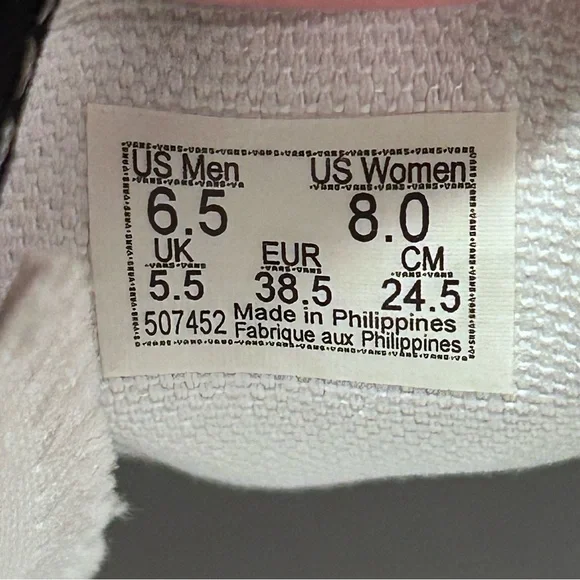 US Men US Women
6.5 8.0
UK EUR CM
5.5 38.5 24.5
507452 Made in Philippines
Fabrique aux Philippines